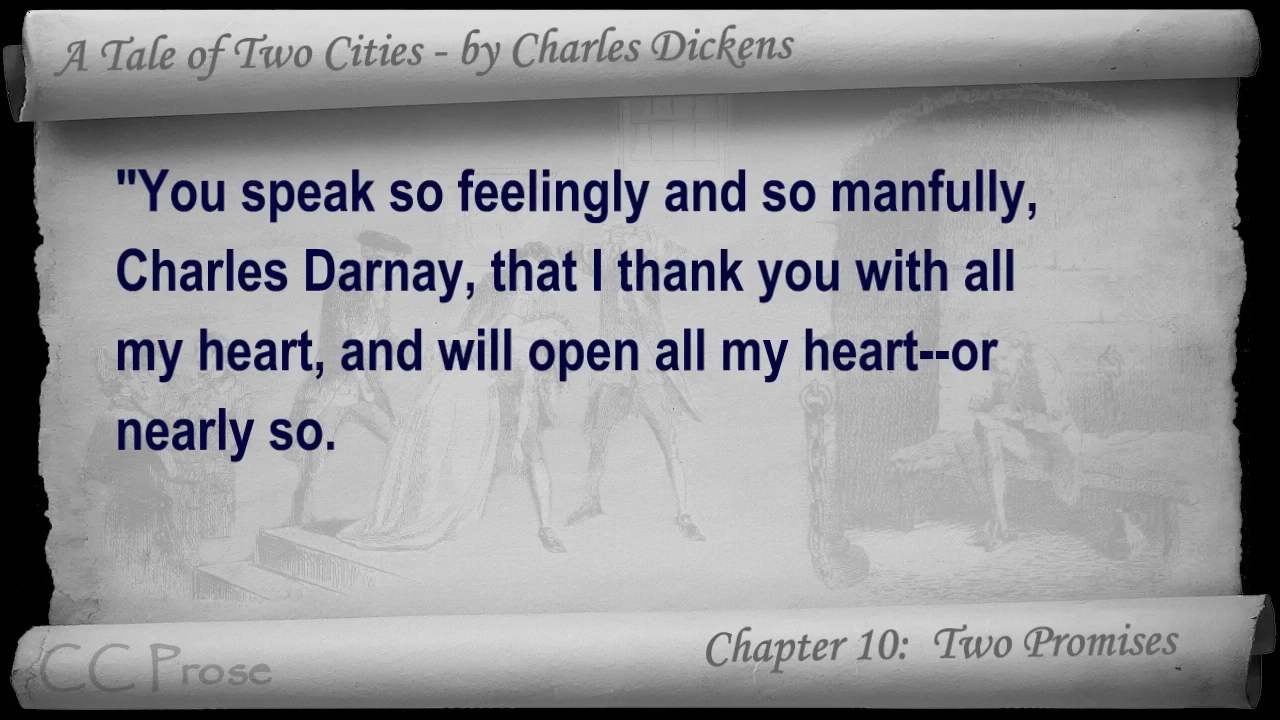 A Tale of Two Cities - by Charles Dickens
"You speak so feelingly and so manfully,
Charles Darnay, that I thank you with all
my heart, and will open all my heart--or
nearly so.
Chapter 10: Two Promises
CC Prose